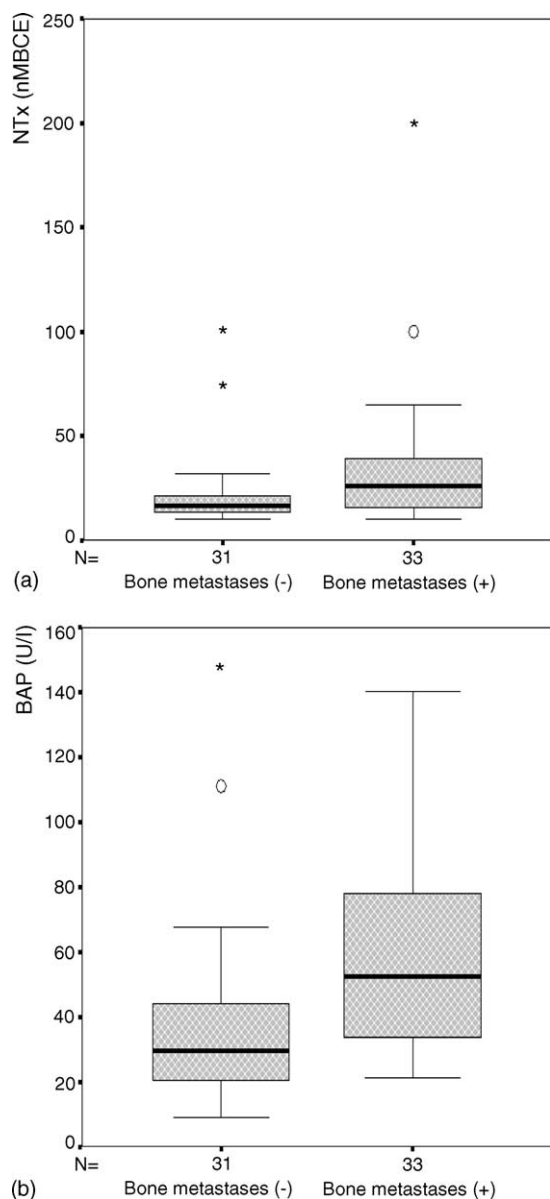 NTx (nMBCE)
250
200
150
100
50
0
N= 31 33
(a) Bone metastases (-) Bone metastases (+)
BAP (U/l)
160
140
120
100
80
60
40
20
0
N= 31 33
(b) Bone metastases (-) Bone metastases (+)